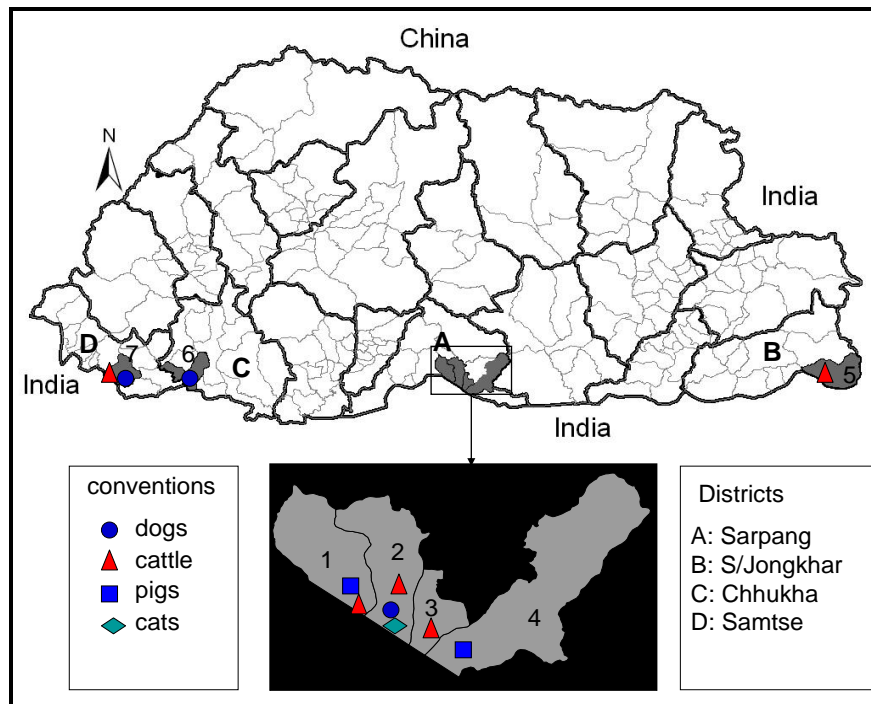 China
N
India
A
D
7
6
C
B
5
India
India
conventions
dogs
cattle
pigs
cats
1
2
3
4
Districts
A: Sarpang
B: S/Jongkhar
C: Chhukha
D: Samtse